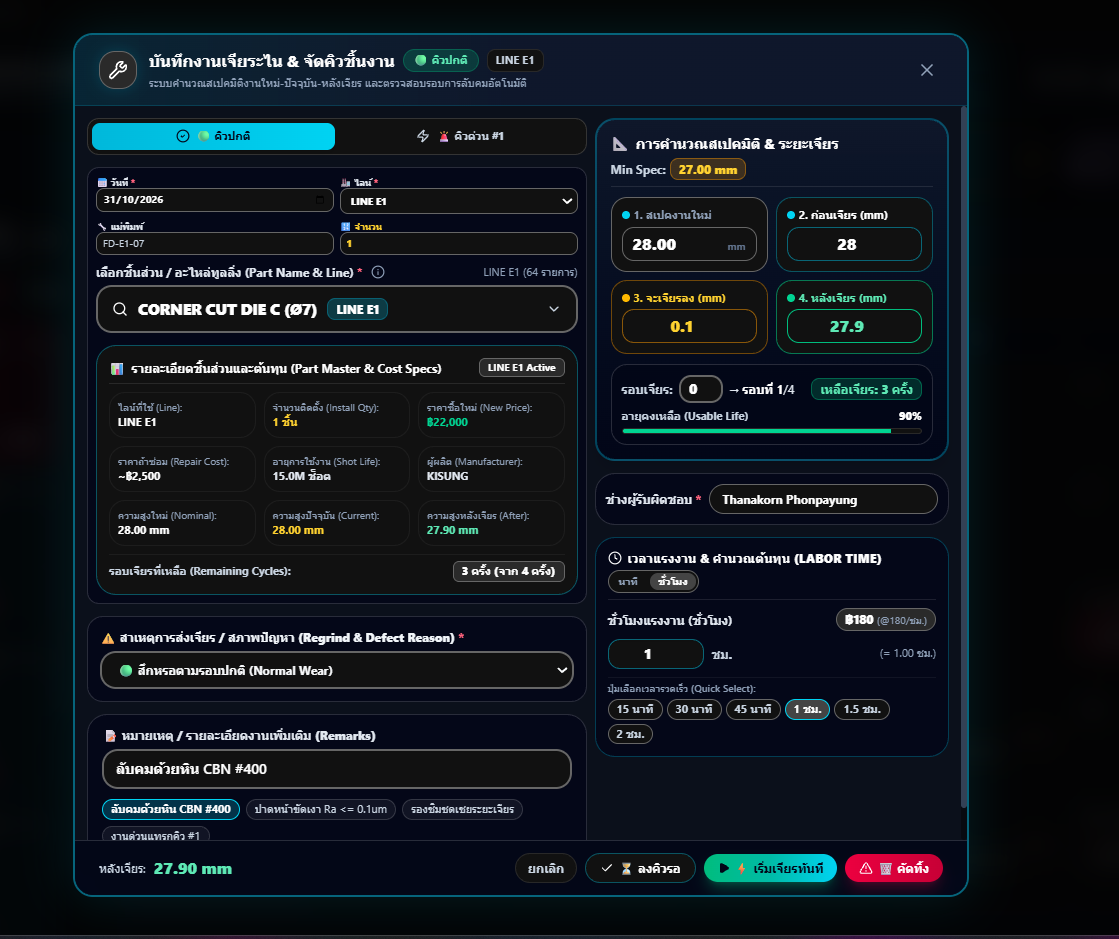 บันทึกงานเจียระไน & จัดคิวชิ้นงาน คิวปกติ LINE E1
ระบบคำนวณสเปคมิติงานใหม่-ปัจจุบัน-หลังเจียร และตรวจสอบรอบการลับคมอัตโนมัติ
คิวปกติ
คิวด่วน #1
วันที่ *
ไลน์ *
31/10/2026
LINE E1
แม่พิมพ์
จำนวน
FD-E1-07
1
เลือกชิ้นส่วน / อะไหล่ทูลลิ่ง (Part Name & Line) *
LINE E1 (64 รายการ)
CORNER CUT DIE C (Ø7) LINE E1
รายละเอียดชิ้นส่วนและต้นทุน (Part Master & Cost Specs)
LINE E1 Active
ไลน์ที่ใช้ (Line):
LINE E1
จำนวนติดตั้ง (Install Qty):
1 ชิ้น
ราคาซื้อใหม่ (New Price):
฿22,000
ราคาค่าซ่อม (Repair Cost):
~฿2,500
อายุการใช้งาน (Shot Life):
15.0M ช็อต
ผู้ผลิต (Manufacturer):
KISUNG
ความสูงใหม่ (Nominal):
28.00 mm
ความสูงปัจจุบัน (Current):
28.00 mm
ความสูงหลังเจียร (After):
27.90 mm
รอบเจียรที่เหลือ (Remaining Cycles):
3 ครั้ง (จาก 4 ครั้ง)
สาเหตุการส่งเจียร / สภาพปัญหา (Regrind & Defect Reason) *
สึกหรอตามรอบปกติ (Normal Wear)
หมายเหตุ / รายละเอียดงานเพิ่มเติม (Remarks)
ลับคมด้วยหิน CBN #400
ลับคมด้วยหิน CBN #400
ปาดหน้าขัดเงา Ra <= 0.1um
รองชิมชดเชยระยะเจียร
งานด่วนแทรกคิว #1
การคำนวณสเปคมิติ & ระยะเจียร
Min Spec: 27.00 mm
1. สเปคงานใหม่
28.00 mm
2. ก่อนเจียร (mm)
28
3. จะเจียรลง (mm)
0.1
4. หลังเจียร (mm)
27.9
รอบเจียร: 0 → รอบที่ 1/4 เหลือเจียร: 3 ครั้ง
อายุคงเหลือ (Usable Life) 90%
ช่างผู้รับผิดชอบ * Thanakorn Phonpayung
เวลาแรงงาน & คำนวณต้นทุน (LABOR TIME)
นาที ชั่วโมง
ชั่วโมงแรงงาน (ชั่วโมง) ฿180 (@180/ชม.)
1 ชม. (= 1.00 ชม.)
ปุ่มเลือกเวลารวดเร็ว (Quick Select):
15 นาที 30 นาที 45 นาที 1 ชม. 1.5 ชม.
2 ชม.
หลังเจียร: 27.90 mm
ยกเลิก
ลงคิวรอ
เริ่มเจียรทันที
คัดทิ้ง